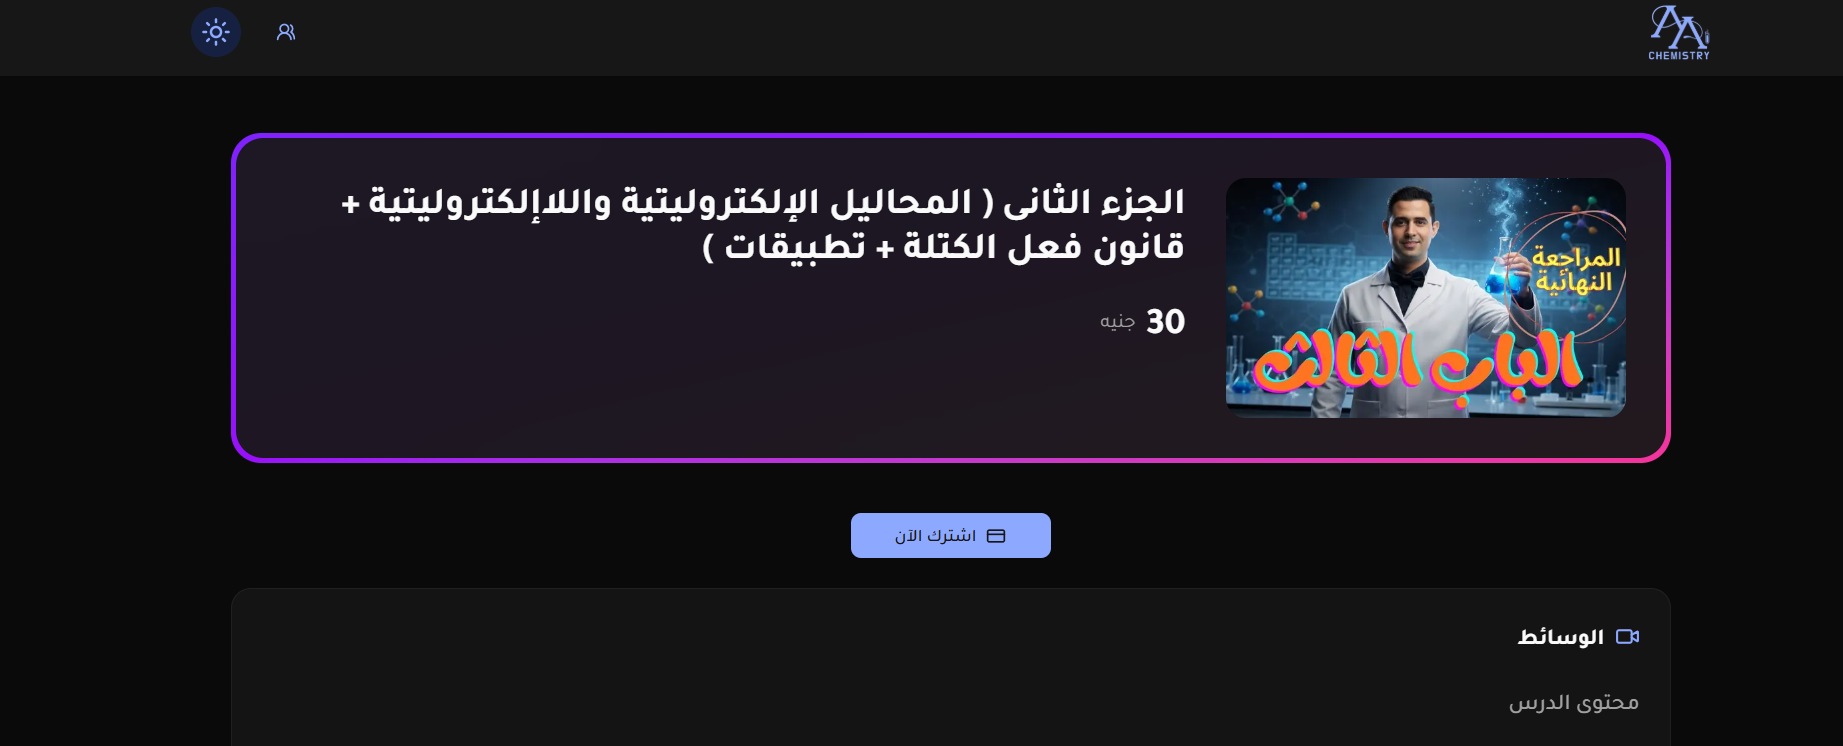 AA
CHEMISTRY
الجزء الثانى ( المحاليل الإلكتروليتية واللاإلكتروليتية +
قانون فعل الكتلة + تطبيقات )
30 جنيه
المراجعة
النهائية
الباب الثالث
اشترك الآن
الوسائط
محتوى الدرس